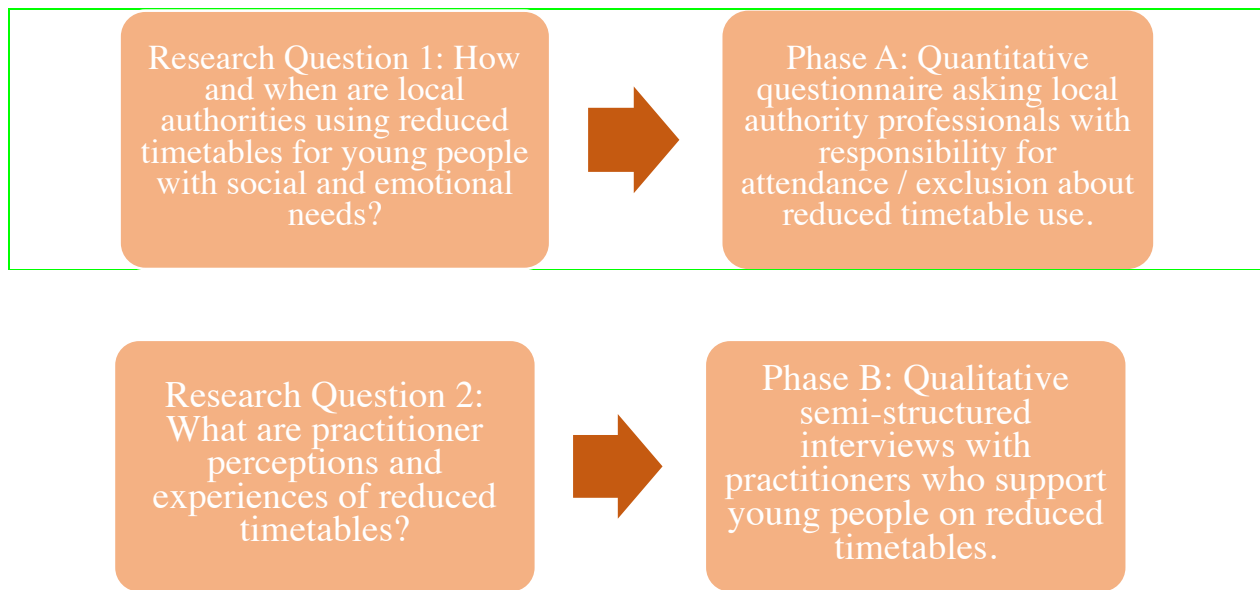 Research Question 1: How
and when are local
authorities using reduced
timetables for young people
with social and emotional
needs?
Phase A: Quantitative
questionnaire asking local
authority professionals with
responsibility for
attendance / exclusion about
reduced timetable use.
Research Question 2:
What are practitioner
perceptions and
experiences of reduced
timetables?
Phase B: Qualitative
semi-structured
interviews with
practitioners who support
young people on reduced
timetables.